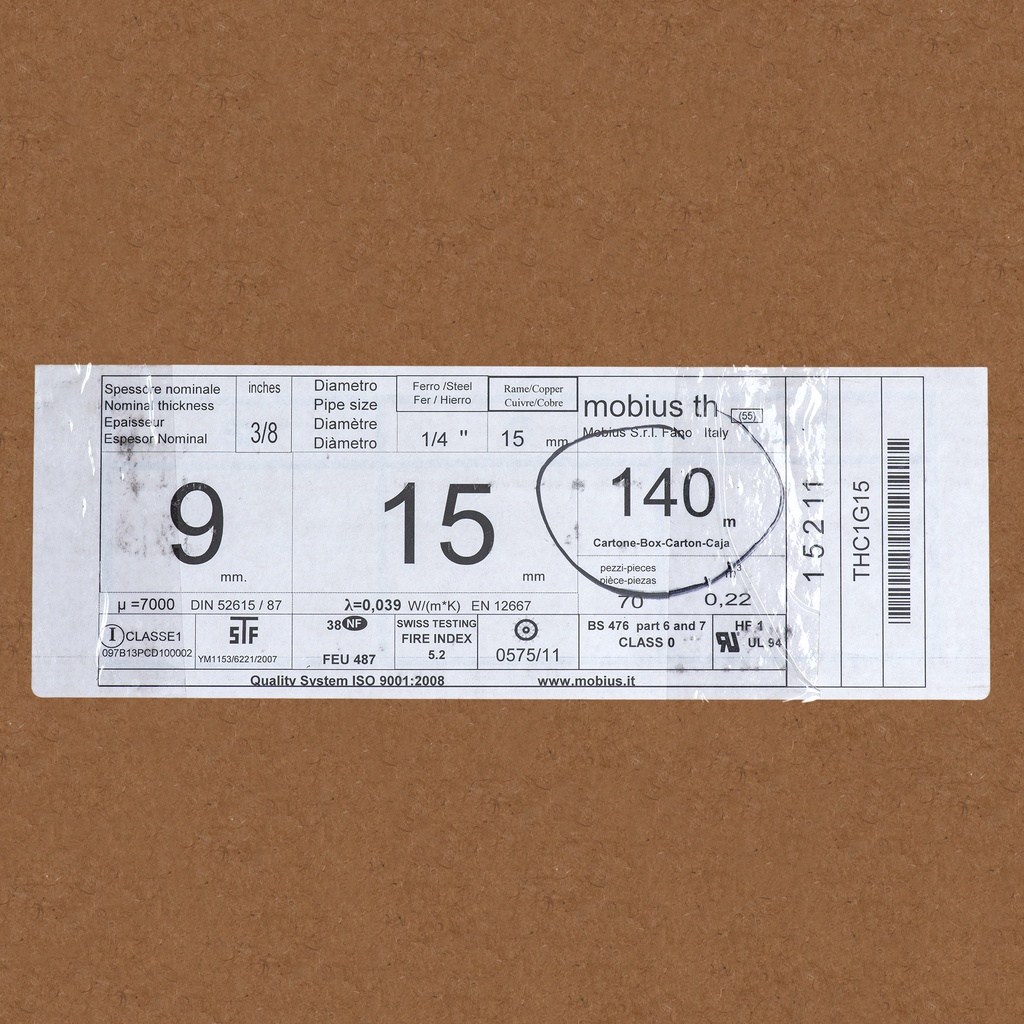 Spessore nominale
Nominal thickness
Epaisseur
Espesor Nominal
inches
3/8
Diametro
Pipe size
Diamètre
Diàmetro
Ferro /Steel
Fer / Hierro
1/4 "
Rame/Copper
Cuivre/Cobre
15 mm
mobius th (55)
Mobius S.r.l. Fano Italy
9 mm.
15 mm
140 m
Cartone-Box-Carton-Caja
pezzi-pieces
pièce-piezas
70
m³
0,22
µ =7000 DIN 52615 / 87
λ=0,039 W/(m*K) EN 12667
I CLASSE1
097B13PCD100002
STF
YM1153/6221/2007
38 NF
FEU 487
SWISS TESTING
FIRE INDEX
5.2
0575/11
BS 476 part 6 and 7
CLASS 0
HF 1
UL 94
Quality System ISO 9001:2008
www.mobius.it
15211
THC1G15